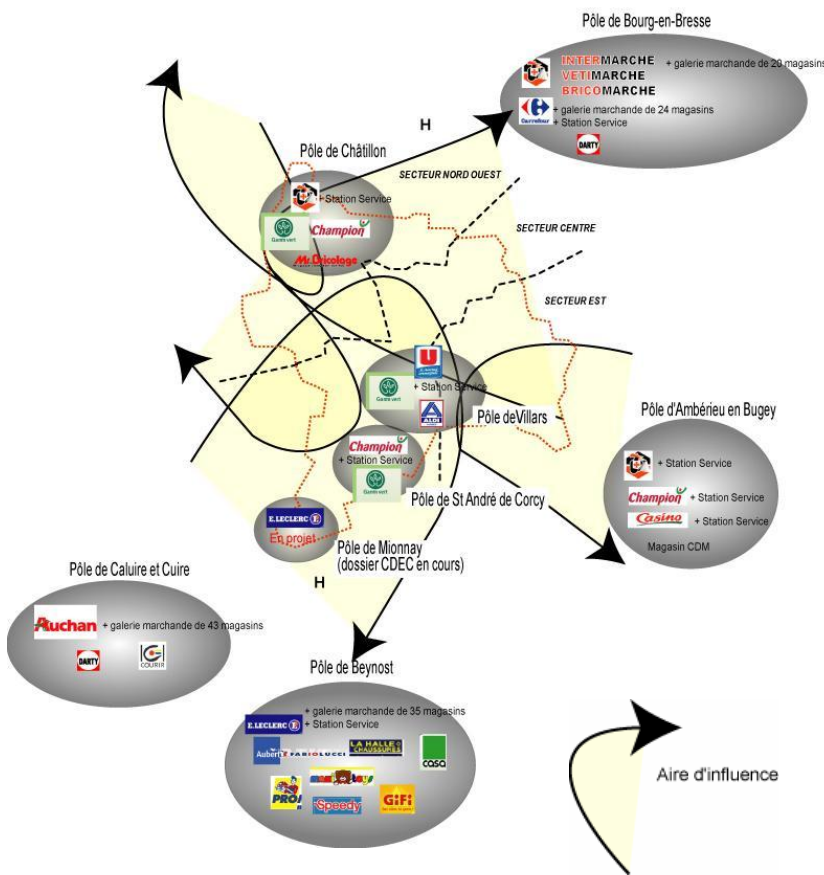 Pôle de Bourg-en-Bresse
INTERMARCHE + galerie marchande de 20 magasins
VETIMARCHE
BRICOMARCHE
Carrefour
+ galerie marchande de 24 magasins
+ Station Service
DARTY
H
Pôle de Châtillon
+ Station Service
Gamm vert
Champion
Mr.Bricolage
SECTEUR NORD OUEST
SECTEUR CENTRE
SECTEUR EST
U
+ Station Service
Gamm vert
ALDI
Pôle deVillars
Champion
+ Station Service
Gamm vert
Pôle de St André de Corcy
E.LECLERC
En projet
Pôle de Mionnay
(dossier CDEC en cours)
H
Pôle d'Ambérieu en Bugey
+ Station Service
Champion + Station Service
Casino + Station Service
Magasin CDM
Pôle de Caluire et Cuire
Auchan + galerie marchande de 43 magasins
DARTY
COURIR
Pôle de Beynost
+ galerie marchande de 35 magasins
E.LECLERC + Station Service
Aubert
FABIO LUCCI
LA HALLE
CHAUSSURES
casa
PRO!
Speedy
GiFi
Aire d'influence